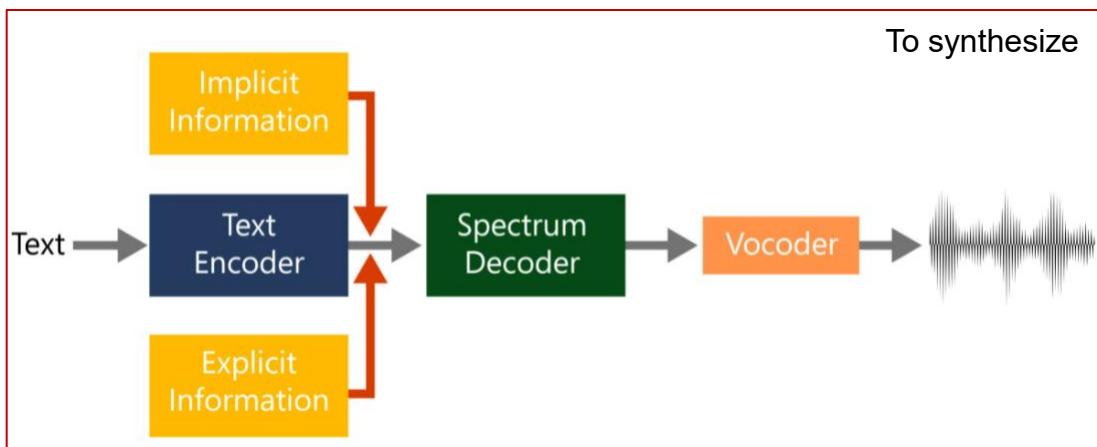 To synthesize
Implicit
Information
Text
Text
Encoder
Spectrum
Decoder
Vocoder
Explicit
Information